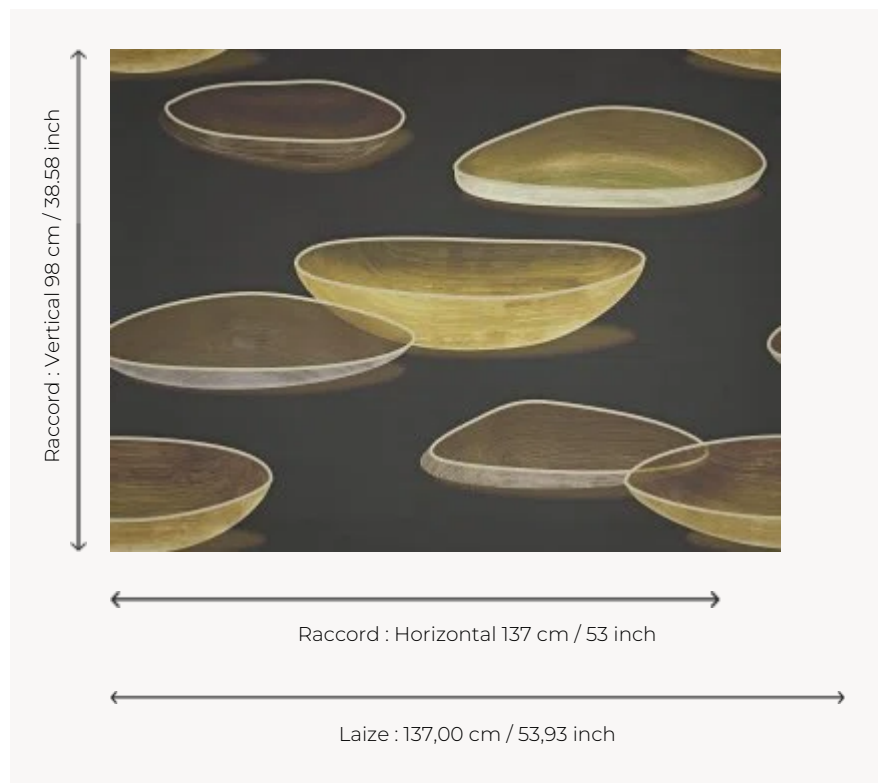 Raccord : Vertical 98 cm / 38.58 inch
Raccord : Horizontal 137 cm / 53 inch
Laize : 137,00 cm / 53,93 inch